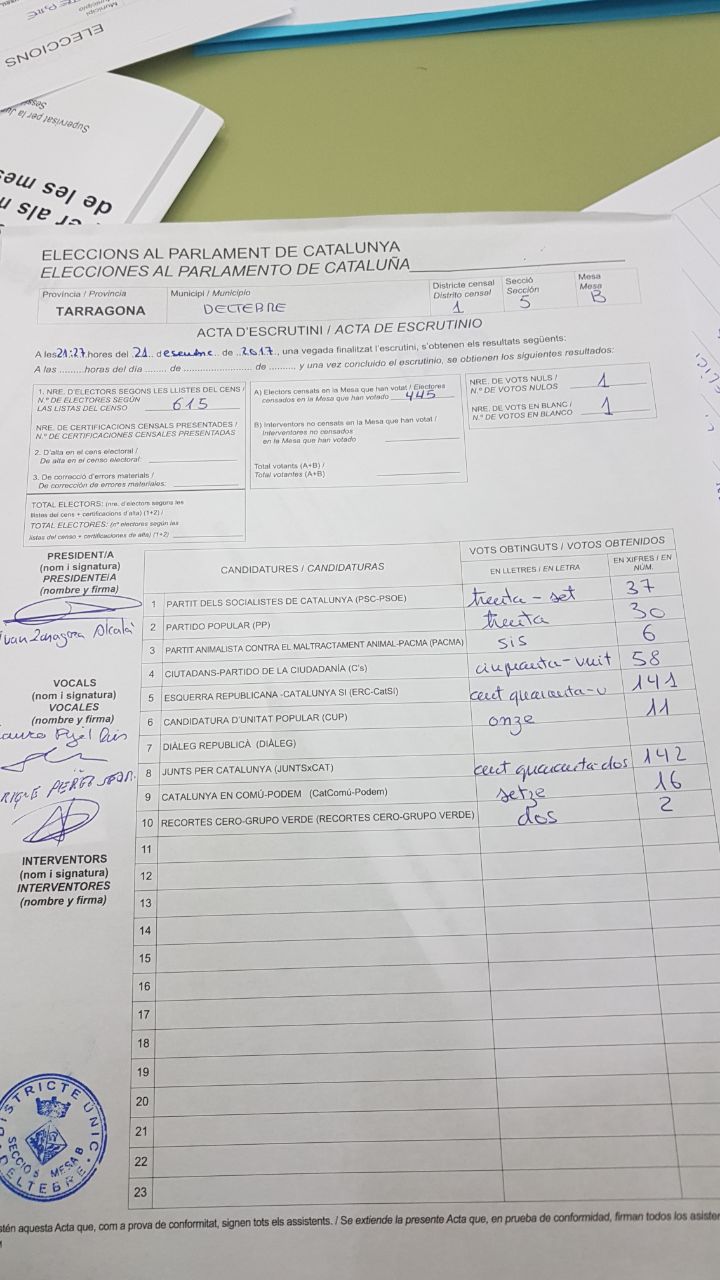 ELECCIONS
Municipi
Municipio
Supervisat per la
de les mes
er als m
ELECCIONS AL PARLAMENT DE CATALUNYA
ELECCIONES AL PARLAMENTO DE CATALUÑA
Provincia / Provincia
TARRAGONA
Municipi / Municipio
DELTEBRE
Districte censal
Distrito censal
1
Secció
Sección
5
Mesa
Mesa
B
ACTA D'ESCRUTINI / ACTA DE ESCRUTINIO
A les 21:27 hores del 21 desembre de 2017, una vegada finalitzat l'escrutini, s'obtenen els resultats següents:
A las .........horas del día ....... de ........................ de ........., y una vez concluido el escrutinio, se obtienen los siguientes resultados:
1. NRE. D'ELECTORS SEGONS LES LLISTES DEL CENS /
N.º DE ELECTORES SEGÚN
LAS LISTAS DEL CENSO 615
NRE. DE CERTIFICACIONS CENSALS PRESENTADES /
N.º DE CERTIFICACIONES CENSALES PRESENTADAS
2. D'alta en el cens electoral /
De alta en el censo electoral:
3. De correcció d'errors materials /
De corrección de errores materiales:
TOTAL ELECTORS: (nre. d'electors segons les
llistes del cens + certificacions d'alta) (1+2) /
TOTAL ELECTORES: (nº electores según las
listas del censo + certificaciones de alta) (1+2)
A) Electors censats en la Mesa que han votat / Electores
censados en la Mesa que han votado 445
B) Interventors no censats en la Mesa que han votat /
Interventores no censados
en la Mesa que han votado
Total votants (A+B) /
Total votantes (A+B)
NRE. DE VOTS NULS /
N.º DE VOTOS NULOS 1
NRE. DE VOTS EN BLANC /
N.º DE VOTOS EN BLANCO 1
PRESIDENT/A
(nom i signatura)
PRESIDENTE/A
(nombre y firma)
Zaragoza Alcalà
VOCALS
(nom i signatura)
VOCALES
(nombre y firma)
INTERVENTORS
(nom i signatura)
INTERVENTORES
(nombre y firma)
CANDIDATURES / CANDIDATURAS
VOTS OBTINGUTS / VOTOS OBTENIDOS
EN LLETRES / EN LETRA
EN XIFRES / EN NÚM.
1 PARTIT DELS SOCIALISTES DE CATALUNYA (PSC-PSOE) trenta-set 37
2 PARTIDO POPULAR (PP) trenta 30
3 PARTIT ANIMALISTA CONTRA EL MALTRACTAMENT ANIMAL-PACMA (PACMA) sis 6
4 CIUTADANS-PARTIDO DE LA CIUDADANÍA (C's) cinquanta-vuit 58
5 ESQUERRA REPUBLICANA -CATALUNYA SI (ERC-CatSí) cent quaranta-u 141
6 CANDIDATURA D'UNITAT POPULAR (CUP) onze 11
7 DIÀLEG REPUBLICÀ (DIÀLEG)
8 JUNTS PER CATALUNYA (JUNTSxCAT) cent quaranta-dos 142
9 CATALUNYA EN COMÚ-PODEM (CatComú-Podem) setze 16
10 RECORTES CERO-GRUPO VERDE (RECORTES CERO-GRUPO VERDE) dos 2
11
12
13
14
15
16
17
18
19
20
21
22
23
DISTRICTE ÚNIC
SECCIO 5 MESA B
DELTEBRE
stén aquesta Acta que, com a prova de conformitat, signen tots els assistents. / Se extiende la presente Acta que, en prueba de conformidad, firman todos los asisten